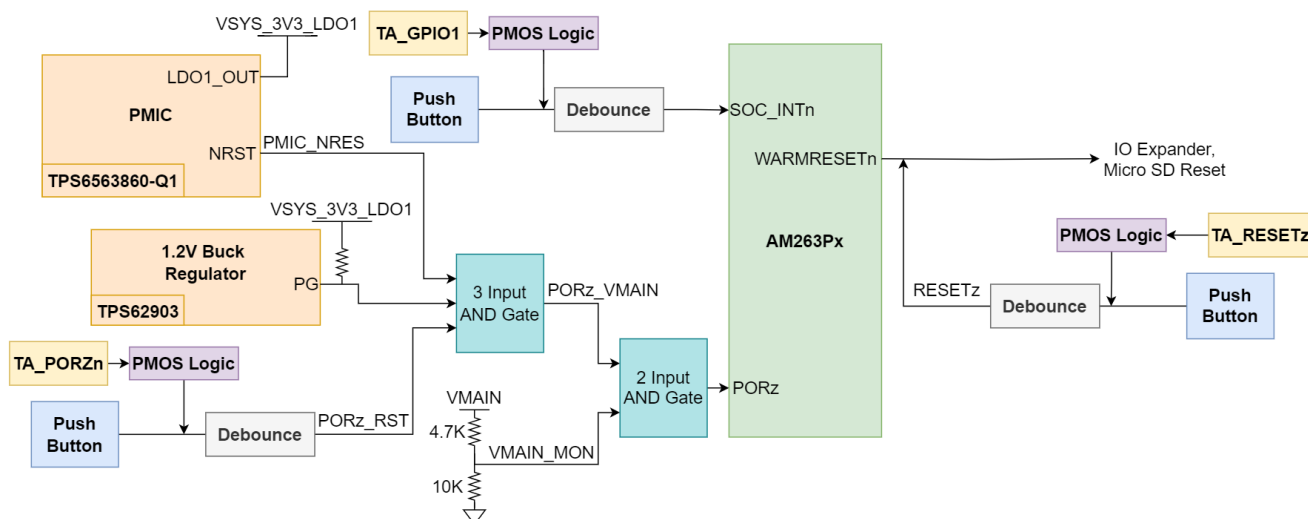 VSYS_3V3_LDO1
LDO1_OUT
PMIC
NRST
TPS6563860-Q1
PMIC_NRES
TA_GPIO1
PMOS Logic
Push
Button
Debounce
SOC_INTn
WARMRESETn
AM263Px
PORz
IO Expander,
Micro SD Reset
PMOS Logic
TA_RESETz
RESETz
Debounce
Push
Button
VSYS_3V3_LDO1
1.2V Buck
Regulator
PG
TPS62903
3 Input
AND Gate
PORz_VMAIN
TA_PORZn
PMOS Logic
Push
Button
Debounce
PORz_RST
2 Input
AND Gate
VMAIN
4.7K
VMAIN_MON
10K